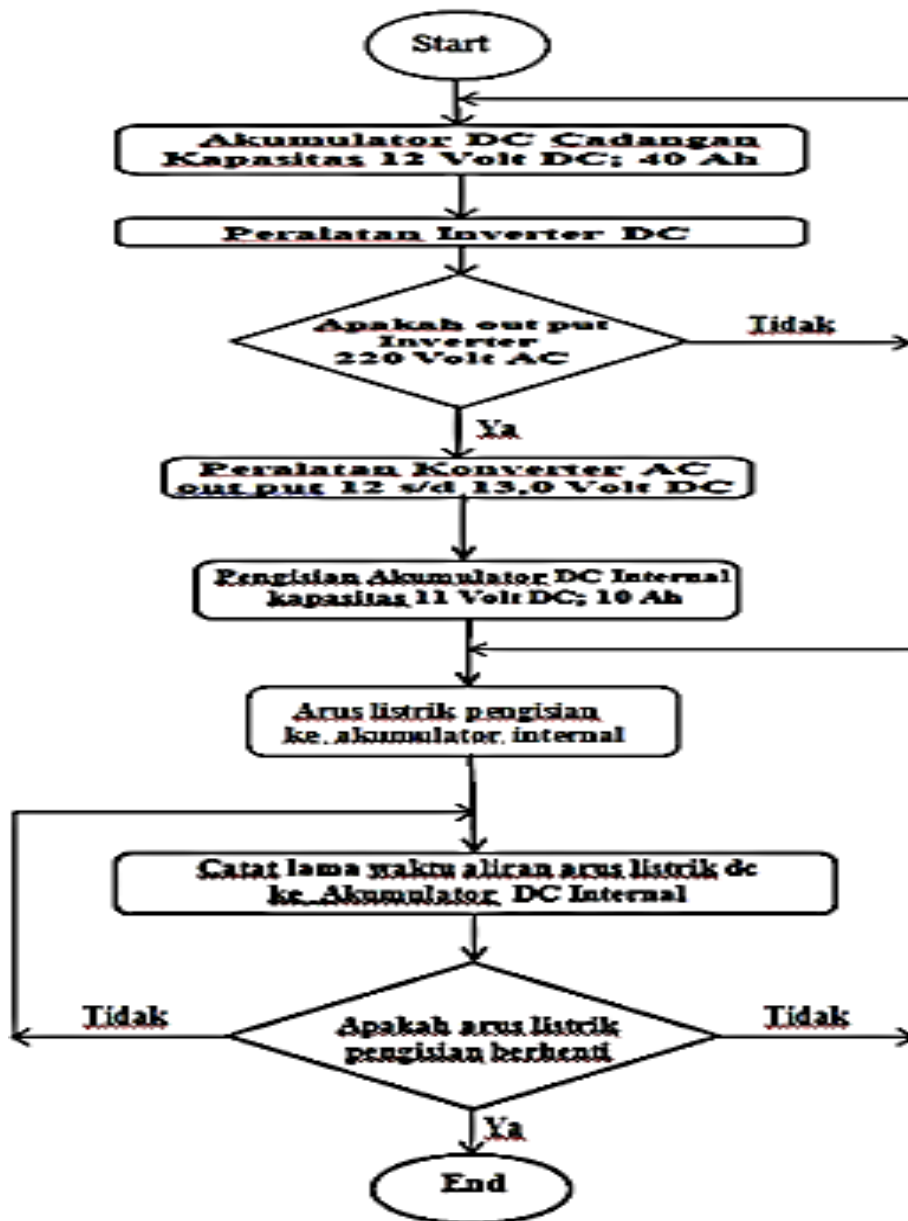 Start
Akumulator DC Cadangan
Kapasitas 12 Volt DC; 40 Ah
Peralatan Inverter DC
Apakah out put
Inverter
220 Volt AC
Tidak
Ya
Peralatan Konverter AC
out put 12 s/d 13,0 Volt DC
Pengisian Akumulator DC Internal
kapasitas 11 Volt DC; 10 Ah
Arus listrik pengisian
ke akumulator internal
Catat lama waktu aliran arus listrik dc
ke Akumulator DC Internal
Tidak
Apakah arus listrik
pengisian berhenti
Tidak
Ya
End